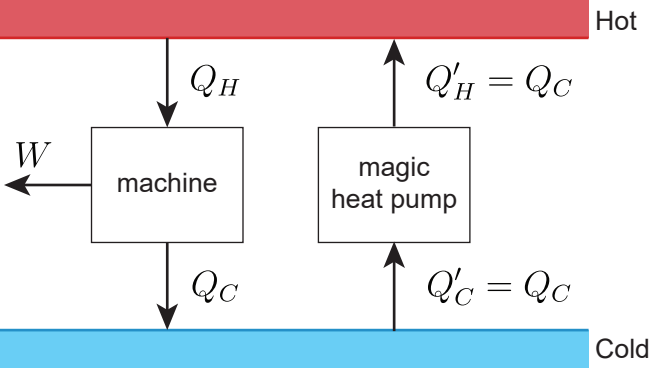 Hot
Q_H
Q'_H = Q_C
W
machine
magic
heat pump
Q_C
Q'_C = Q_C
Cold